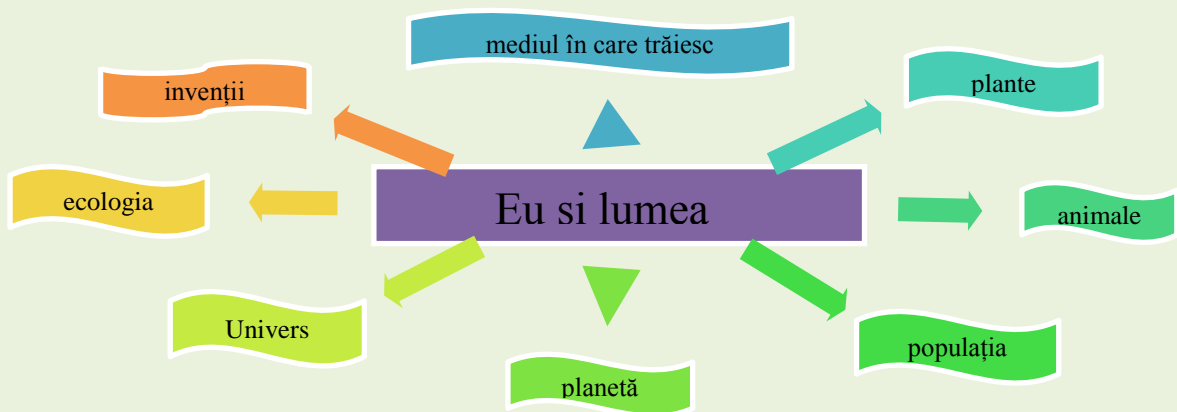 mediul în care trăiesc
invenții
plante
ecologia
Eu si lumea
animale
Univers
populația
planetă